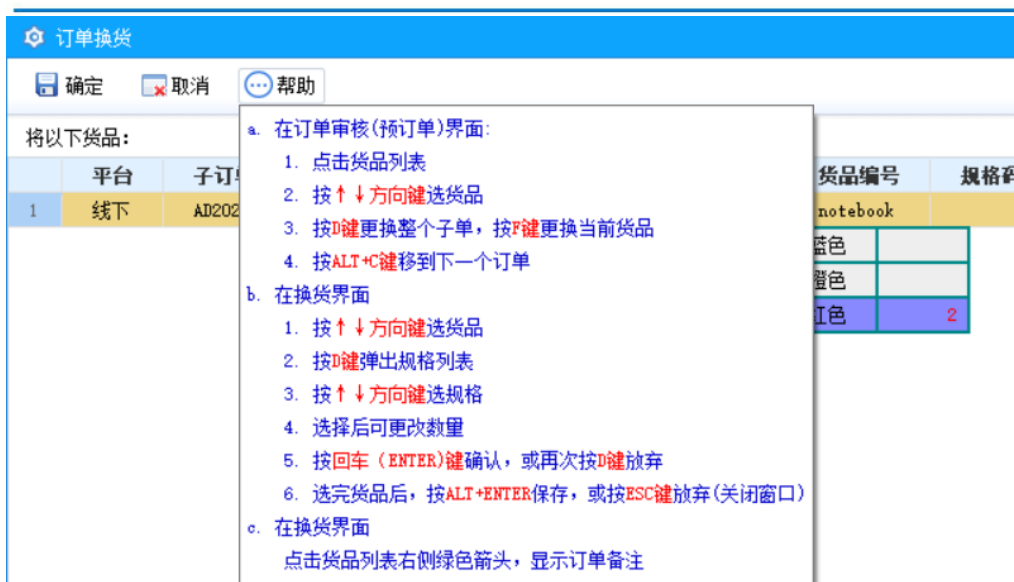 订单换货
确定 取消 帮助
将以下货品:
平台 子订 货品编号 规格
1 线下 AD202 notebook
蓝色
橙色
红色 2
a. 在订单审核(预订单)界面:
1. 点击货品列表
2. 按↑↓方向键选货品
3. 按D键更换整个子单，按F键更换当前货品
4. 按ALT+C键移到下一个订单
b. 在换货界面
1. 按↑↓方向键选货品
2. 按D键弹出规格列表
3. 按↑↓方向键选规格
4. 选择后可更改数量
5. 按回车（ENTER)键确认，或再次按D键放弃
6. 选完货品后，按ALT+ENTER保存，或按ESC键放弃(关闭窗口)
c. 在换货界面
点击货品列表右侧绿色箭头，显示订单备注